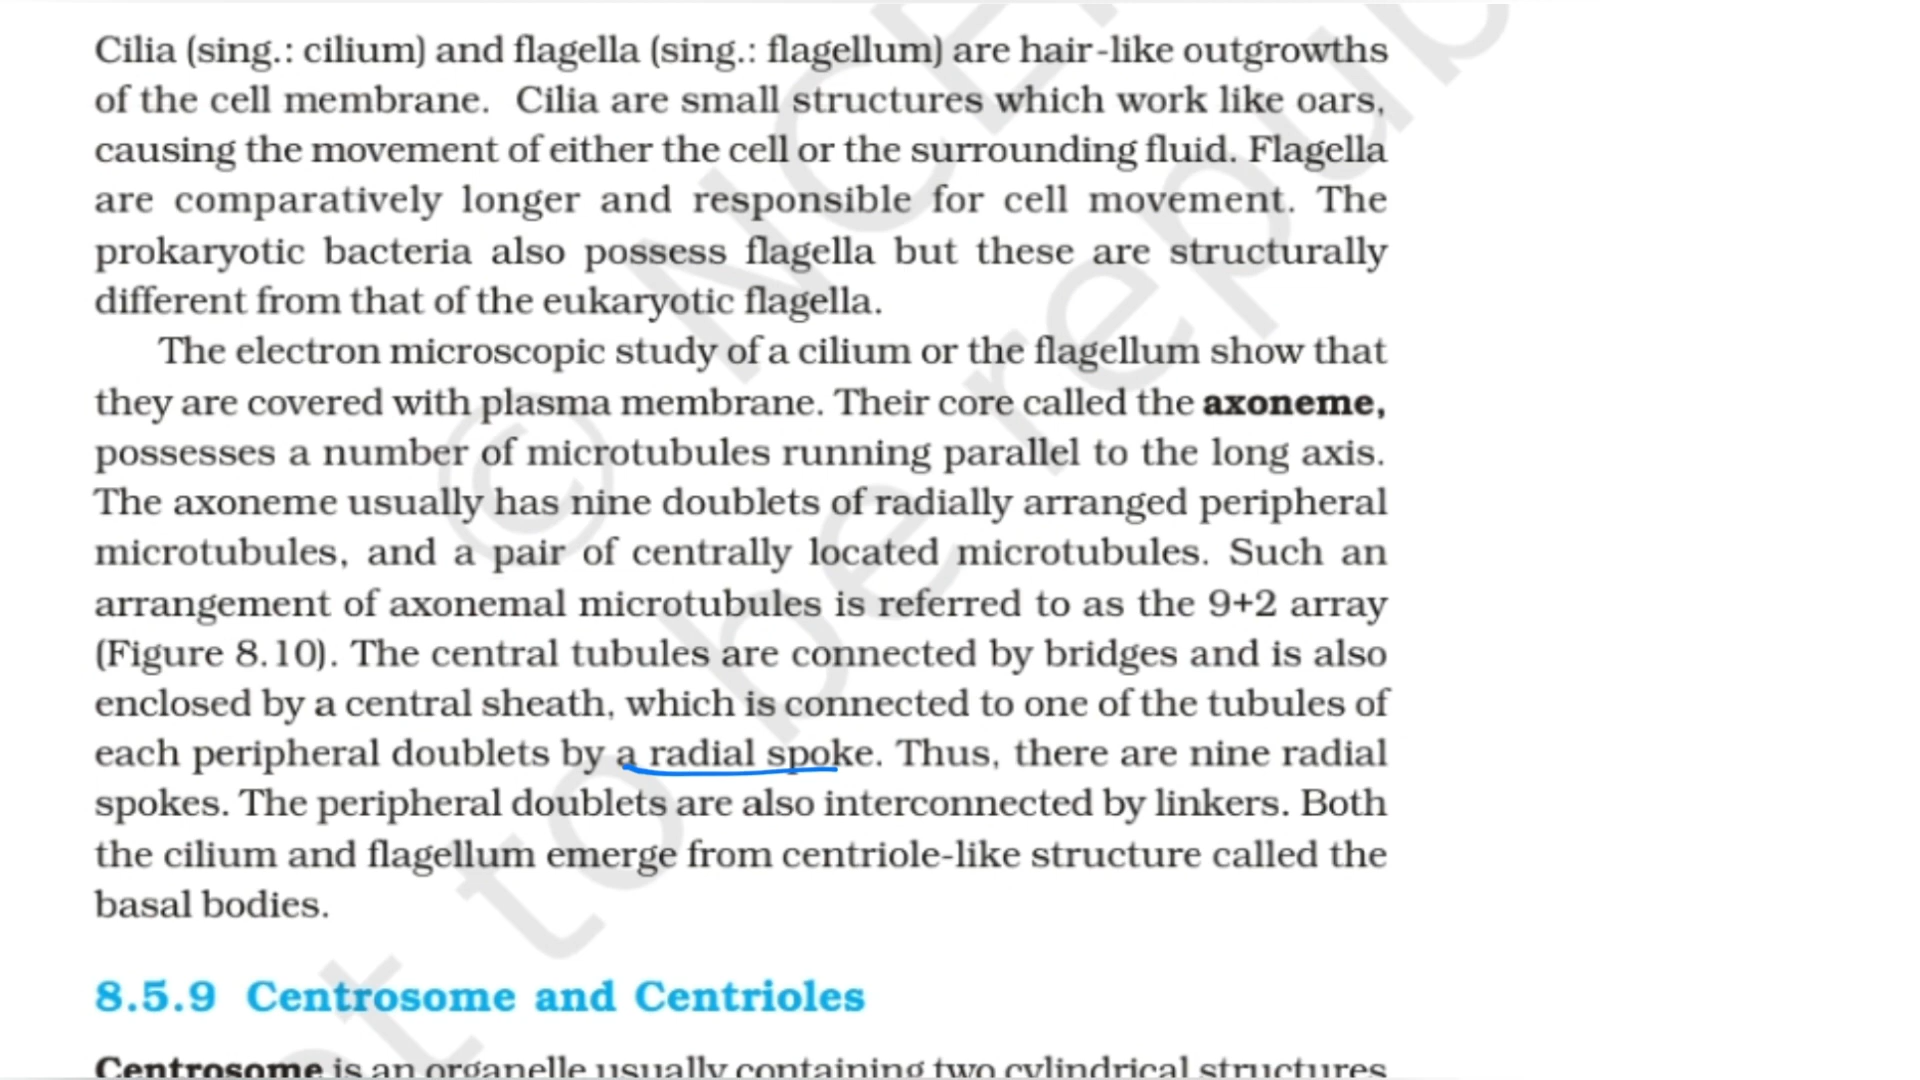 Cilia (sing.: cilium) and flagella (sing.: flagellum) are hair-like outgrowths
of the cell membrane. Cilia are small structures which work like oars,
causing the movement of either the cell or the surrounding fluid. Flagella
are comparatively longer and responsible for cell movement. The
prokaryotic bacteria also possess flagella but these are structurally
different from that of the eukaryotic flagella.
The electron microscopic study of a cilium or the flagellum show that
they are covered with plasma membrane. Their core called the axoneme,
possesses a number of microtubules running parallel to the long axis.
The axoneme usually has nine doublets of radially arranged peripheral
microtubules, and a pair of centrally located microtubules. Such an
arrangement of axonemal microtubules is referred to as the 9+2 array
(Figure 8.10). The central tubules are connected by bridges and is also
enclosed by a central sheath, which is connected to one of the tubules of
each peripheral doublets by a radial spoke. Thus, there are nine radial
spokes. The peripheral doublets are also interconnected by linkers. Both
the cilium and flagellum emerge from centriole-like structure called the
basal bodies.
8.5.9 Centrosome and Centrioles
Centrosome is an organelle usually containing two cylindrical structures